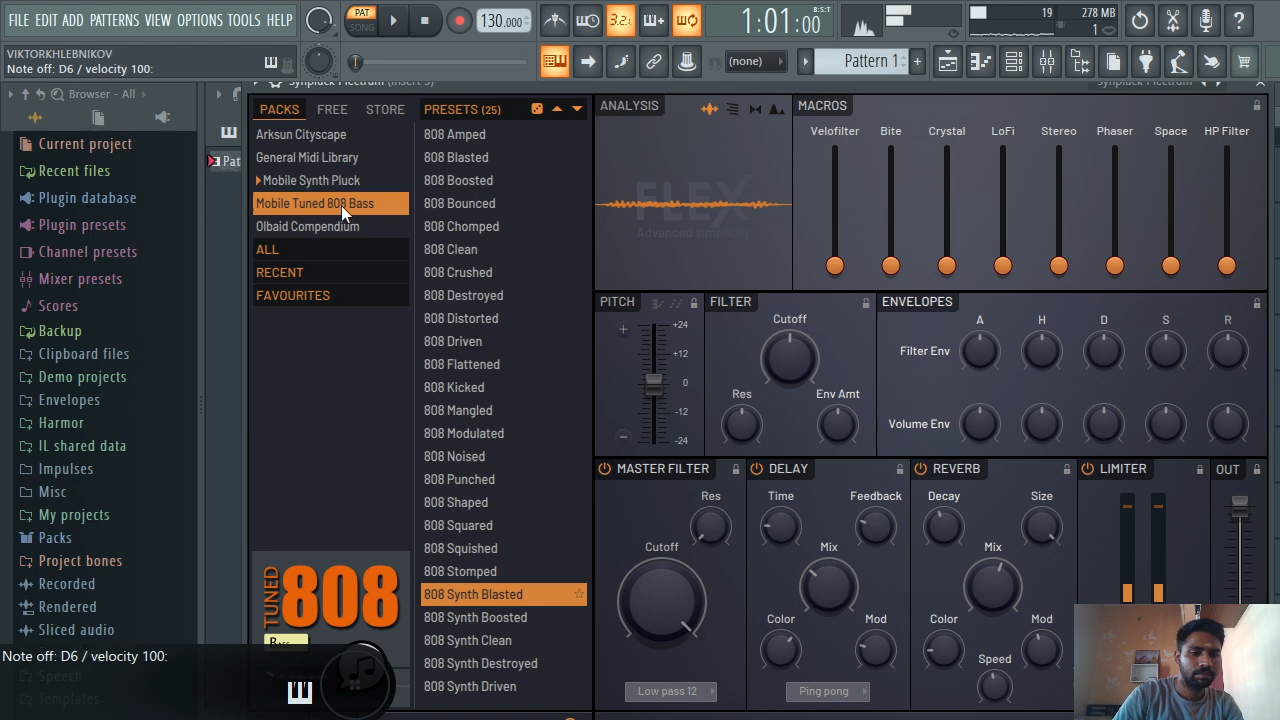 FILE EDIT ADD PATTERNS VIEW OPTIONS TOOLS HELP
PAT
SONG
130.000
3.2:
1:01:00
B:S:T
19
278 MB
1
VIKTORKHLEBNIKOV
Note off: D6 / velocity 100:
(none)
Pattern 1
Browser - All
Current project
Recent files
Plugin database
Plugin presets
Channel presets
Mixer presets
Scores
Backup
Clipboard files
Demo projects
Envelopes
Harmor
IL shared data
Impulses
Misc
My projects
Packs
Project bones
Recorded
Rendered
Sliced audio
Speech
Templates
Note off: D6 / velocity 100:
Pat
PACKS
FREE
STORE
Arksun Cityscape
General Midi Library
Mobile Synth Pluck
Mobile Tuned 808 Bass
Olbaid Compendium
ALL
RECENT
FAVOURITES
TUNED
808
PRESETS (25)
808 Amped
808 Blasted
808 Boosted
808 Bounced
808 Chomped
808 Clean
808 Crushed
808 Destroyed
808 Distorted
808 Driven
808 Flattened
808 Kicked
808 Mangled
808 Modulated
808 Noised
808 Punched
808 Shaped
808 Squared
808 Squished
808 Stomped
808 Synth Blasted
808 Synth Boosted
808 Synth Clean
808 Synth Destroyed
808 Synth Driven
ANALYSIS
FLEX
Advanced simplicity
MACROS
Velofilter
Bite
Crystal
LoFi
Stereo
Phaser
Space
HP Filter
PITCH
+24
+12
0
-12
-24
FILTER
Cutoff
Res
Env Amt
ENVELOPES
A
H
D
S
R
Filter Env
Volume Env
MASTER FILTER
Res
Cutoff
Low pass 12
DELAY
Time
Feedback
Mix
Color
Mod
Ping pong
REVERB
Decay
Size
Mix
Color
Mod
Speed
LIMITER
OUT